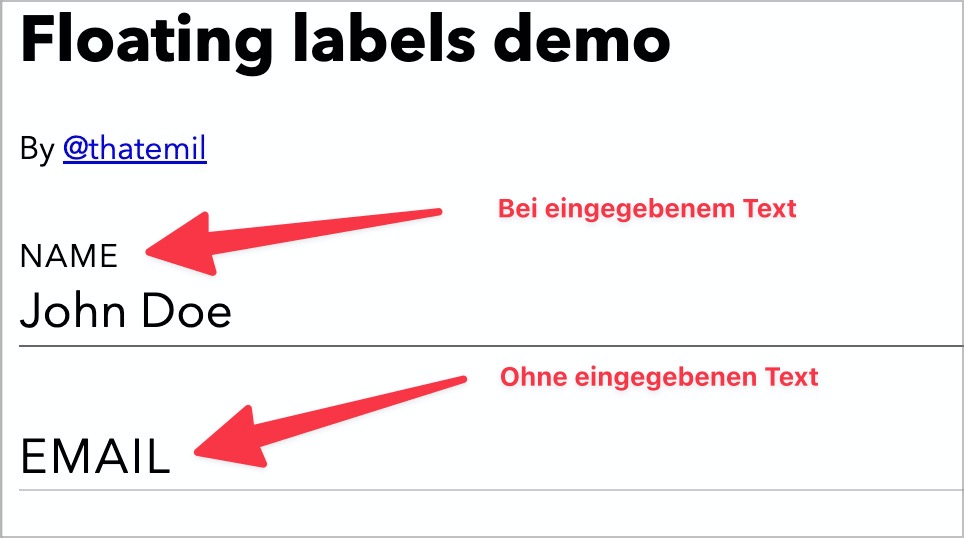 Floating labels demo
By @thatemil
Bei eingegebenem Text
NAME
John Doe
Ohne eingegebenen Text
EMAIL